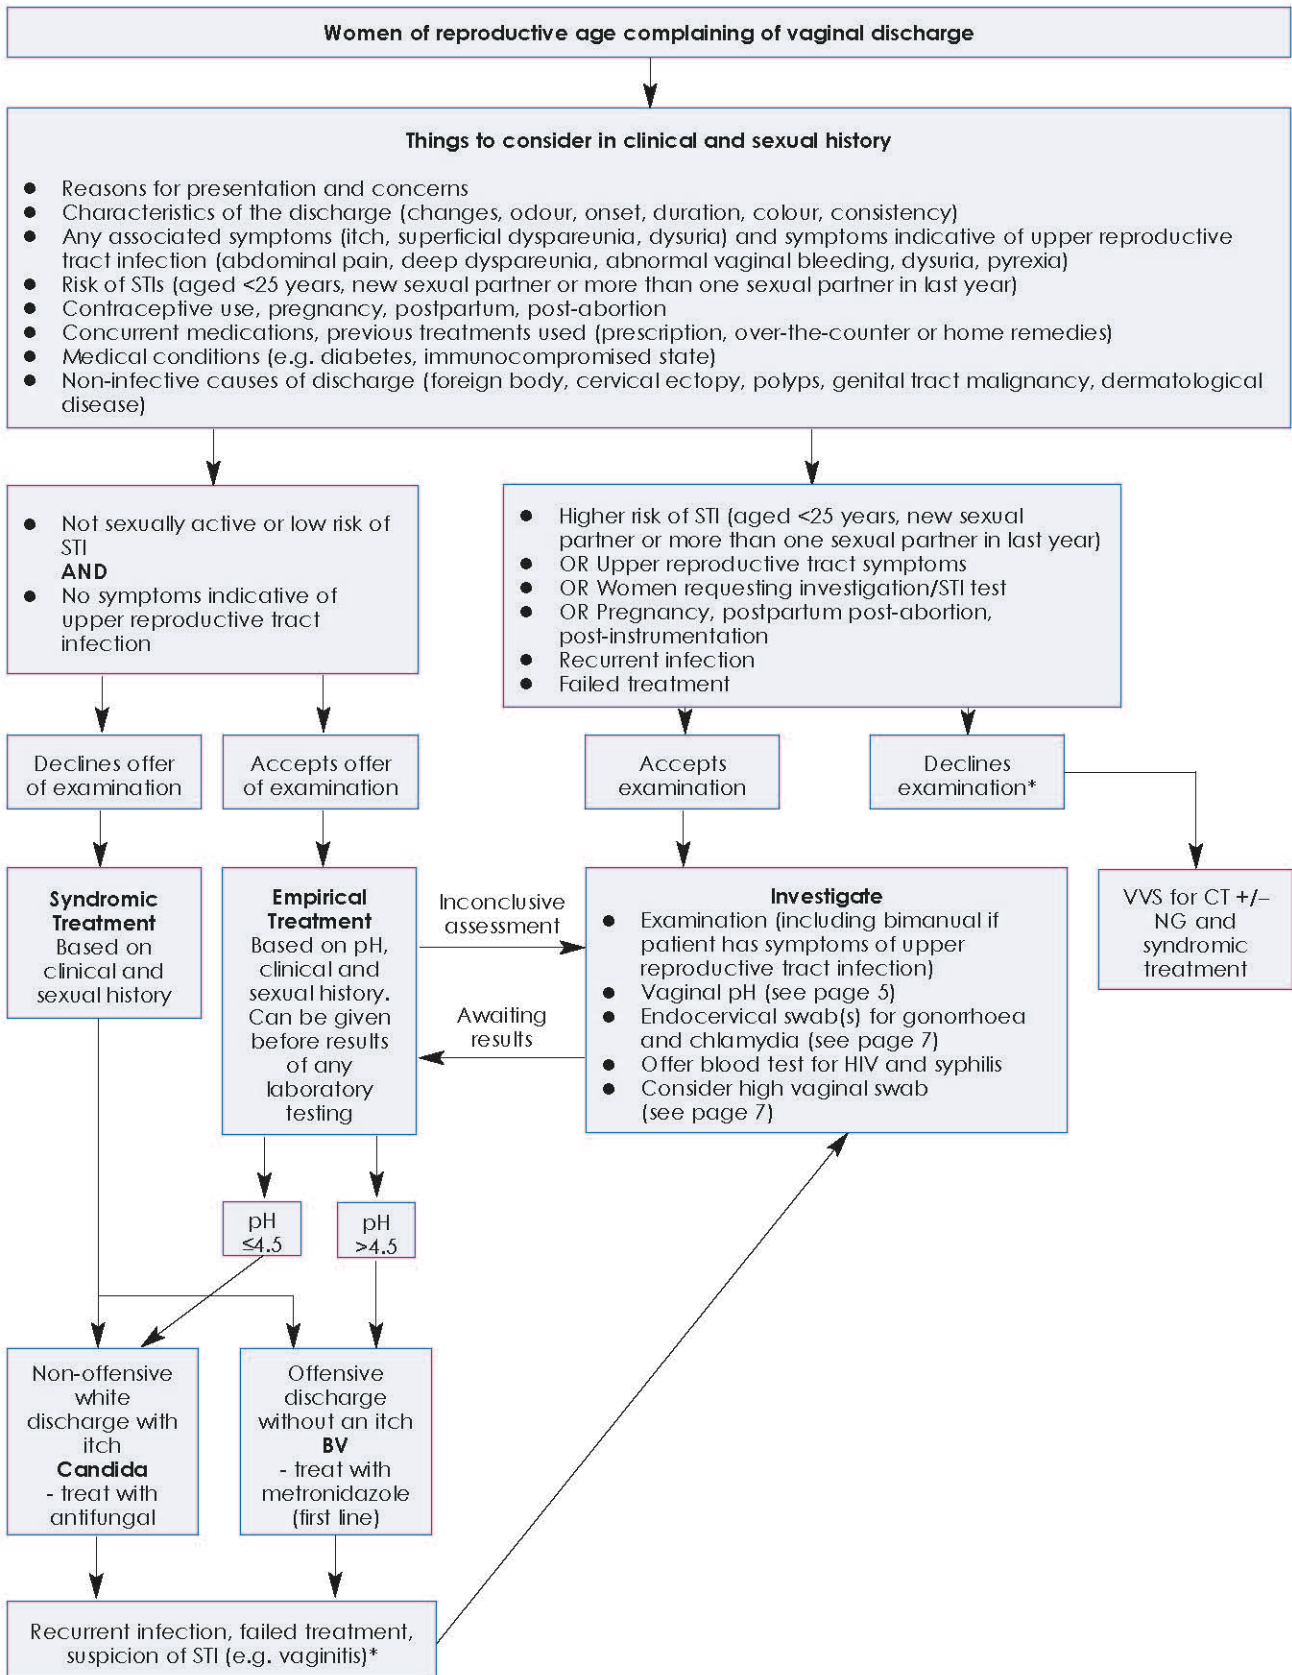 Women of reproductive age complaining of vaginal discharge
Things to consider in clinical and sexual history
● Reasons for presentation and concerns
● Characteristics of the discharge (changes, odour, onset, duration, colour, consistency)
● Any associated symptoms (itch, superficial dyspareunia, dysuria) and symptoms indicative of upper reproductive
tract infection (abdominal pain, deep dyspareunia, abnormal vaginal bleeding, dysuria, pyrexia)
● Risk of STIs (aged <25 years, new sexual partner or more than one sexual partner in last year)
● Contraceptive use, pregnancy, postpartum, post-abortion
● Concurrent medications, previous treatments used (prescription, over-the-counter or home remedies)
● Medical conditions (e.g. diabetes, immunocompromised state)
● Non-infective causes of discharge (foreign body, cervical ectopy, polyps, genital tract malignancy, dermatological
disease)
● Not sexually active or low risk of
STI
AND
● No symptoms indicative of
upper reproductive tract
infection
● Higher risk of STI (aged <25 years, new sexual
partner or more than one sexual partner in last year)
● OR Upper reproductive tract symptoms
● OR Women requesting investigation/STI test
● OR Pregnancy, postpartum post-abortion,
post-instrumentation
● Recurrent infection
● Failed treatment
Declines offer
of examination
Accepts offer
of examination
Accepts
examination
Declines
examination*
Syndromic
Treatment
Based on
clinical and
sexual history
Empirical
Treatment
Based on pH,
clinical and
sexual history.
Can be given
before results
of any
laboratory
testing
Inconclusive
assessment
Awaiting
results
Investigate
● Examination (including bimanual if
patient has symptoms of upper
reproductive tract infection)
● Vaginal pH (see page 5)
● Endocervical swab(s) for gonorrhoea
and chlamydia (see page 7)
● Offer blood test for HIV and syphilis
● Consider high vaginal swab
(see page 7)
VVS for CT +/–
NG and
syndromic
treatment
pH
≤4.5
pH
>4.5
Non-offensive
white
discharge with
itch
Candida
- treat with
antifungal
Offensive
discharge
without an itch
BV
- treat with
metronidazole
(first line)
Recurrent infection, failed treatment,
suspicion of STI (e.g. vaginitis)*